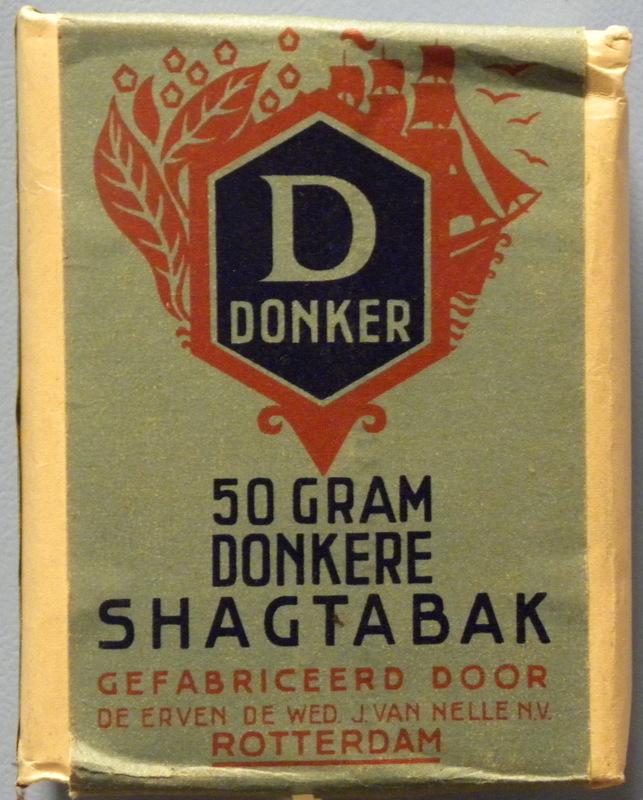 D
DONKER
50 GRAM
DONKERE
SHAGTABAK
GEFABRICEERD DOOR
DE ERVEN DE WED. J. VAN NELLE N.V.
ROTTERDAM